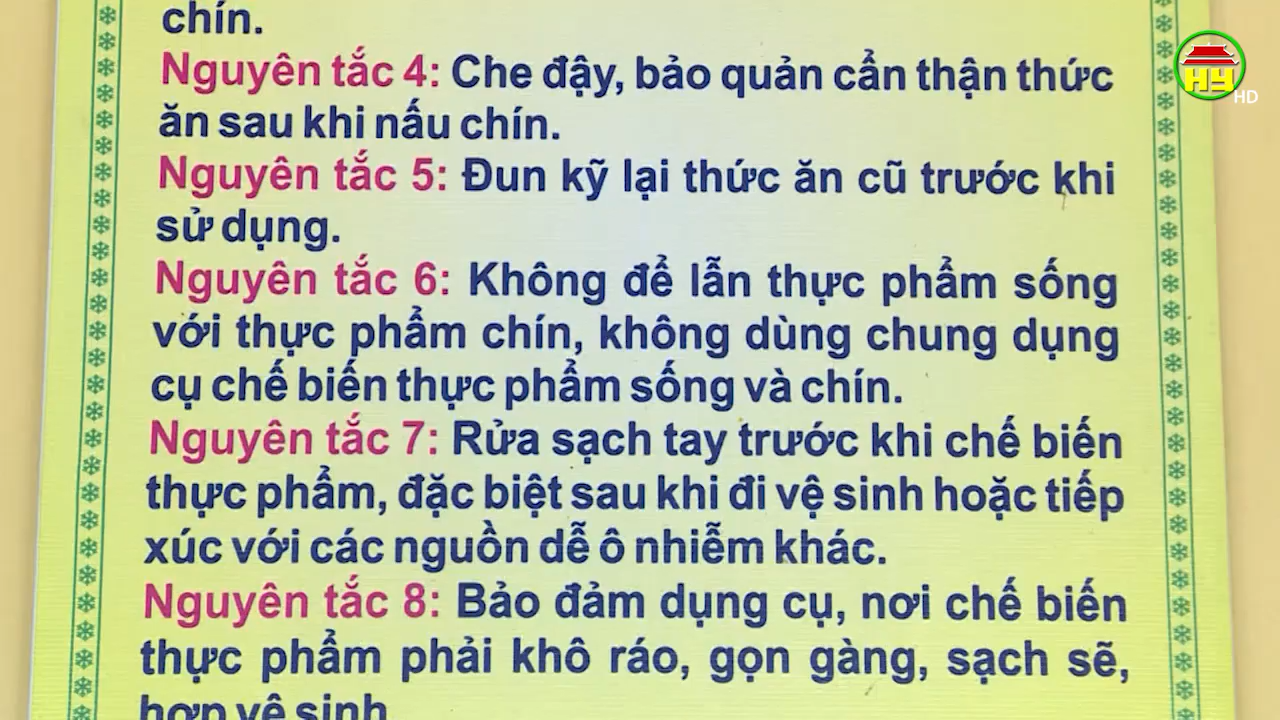 chín.
Nguyên tắc 4: Che đậy, bảo quản cẩn thận thức
ăn sau khi nấu chín.
Nguyên tắc 5: Đun kỹ lại thức ăn cũ trước khi
sử dụng.
Nguyên tắc 6: Không để lẫn thực phẩm sống
với thực phẩm chín, không dùng chung dụng
cụ chế biến thực phẩm sống và chín.
Nguyên tắc 7: Rửa sạch tay trước khi chế biến
thực phẩm, đặc biệt sau khi đi vệ sinh hoặc tiếp
xúc với các nguồn dễ ô nhiễm khác.
Nguyên tắc 8: Bảo đảm dụng cụ, nơi chế biến
thực phẩm phải khô ráo, gọn gàng, sạch sẽ,
hợp vệ sinh
HY
HD